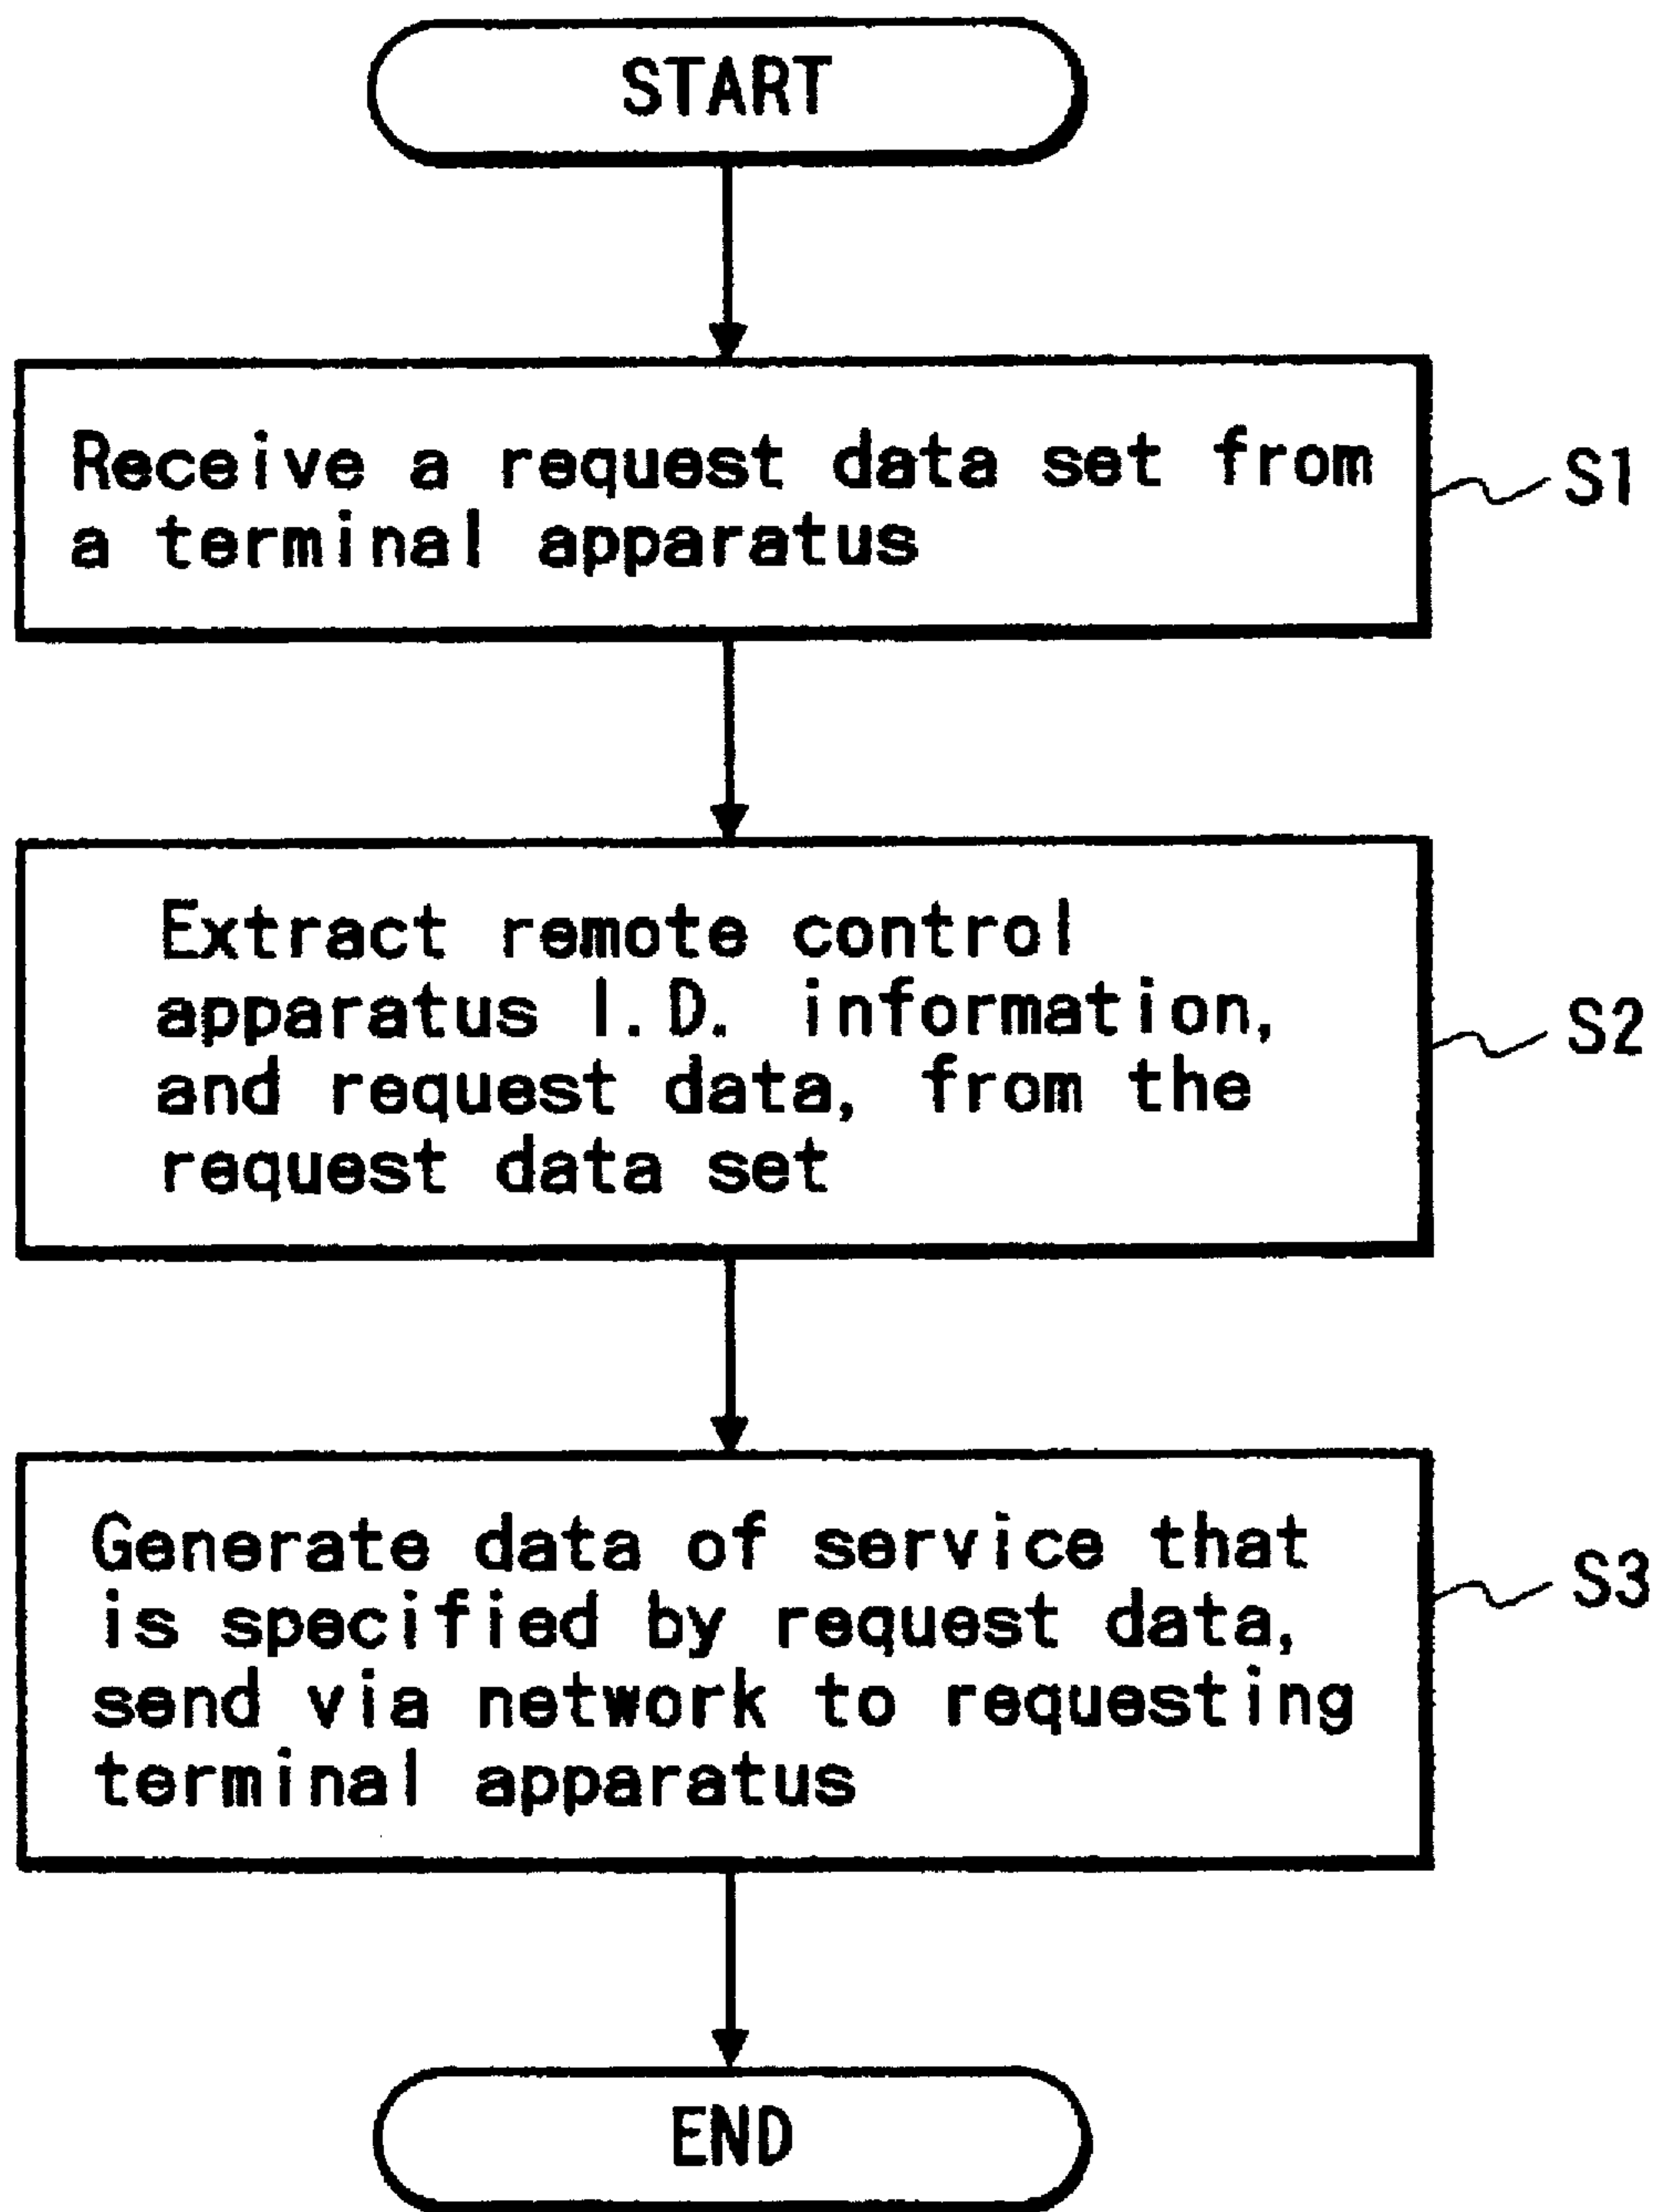 START
Receive a request data set from
a terminal apparatus
S1
Extract remote control
apparatus I.D. information,
and request data, from the
request data set
S2
Generate data of service that
is specified by request data,
send via network to requesting
terminal apparatus
S3
END